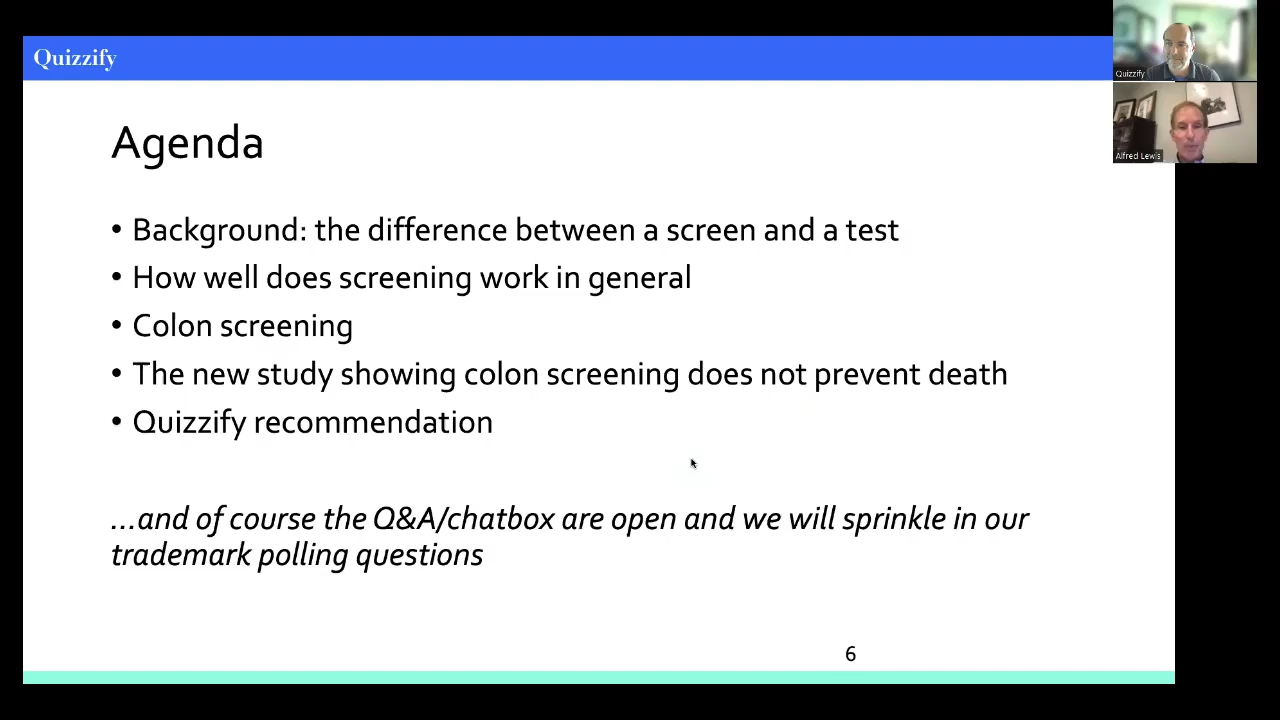 Quizzify
Agenda
• Background: the difference between a screen and a test
• How well does screening work in general
• Colon screening
• The new study showing colon screening does not prevent death
• Quizzify recommendation
...and of course the Q&A/chatbox are open and we will sprinkle in our
trademark polling questions
6
Quizzify
Alfred Lewis